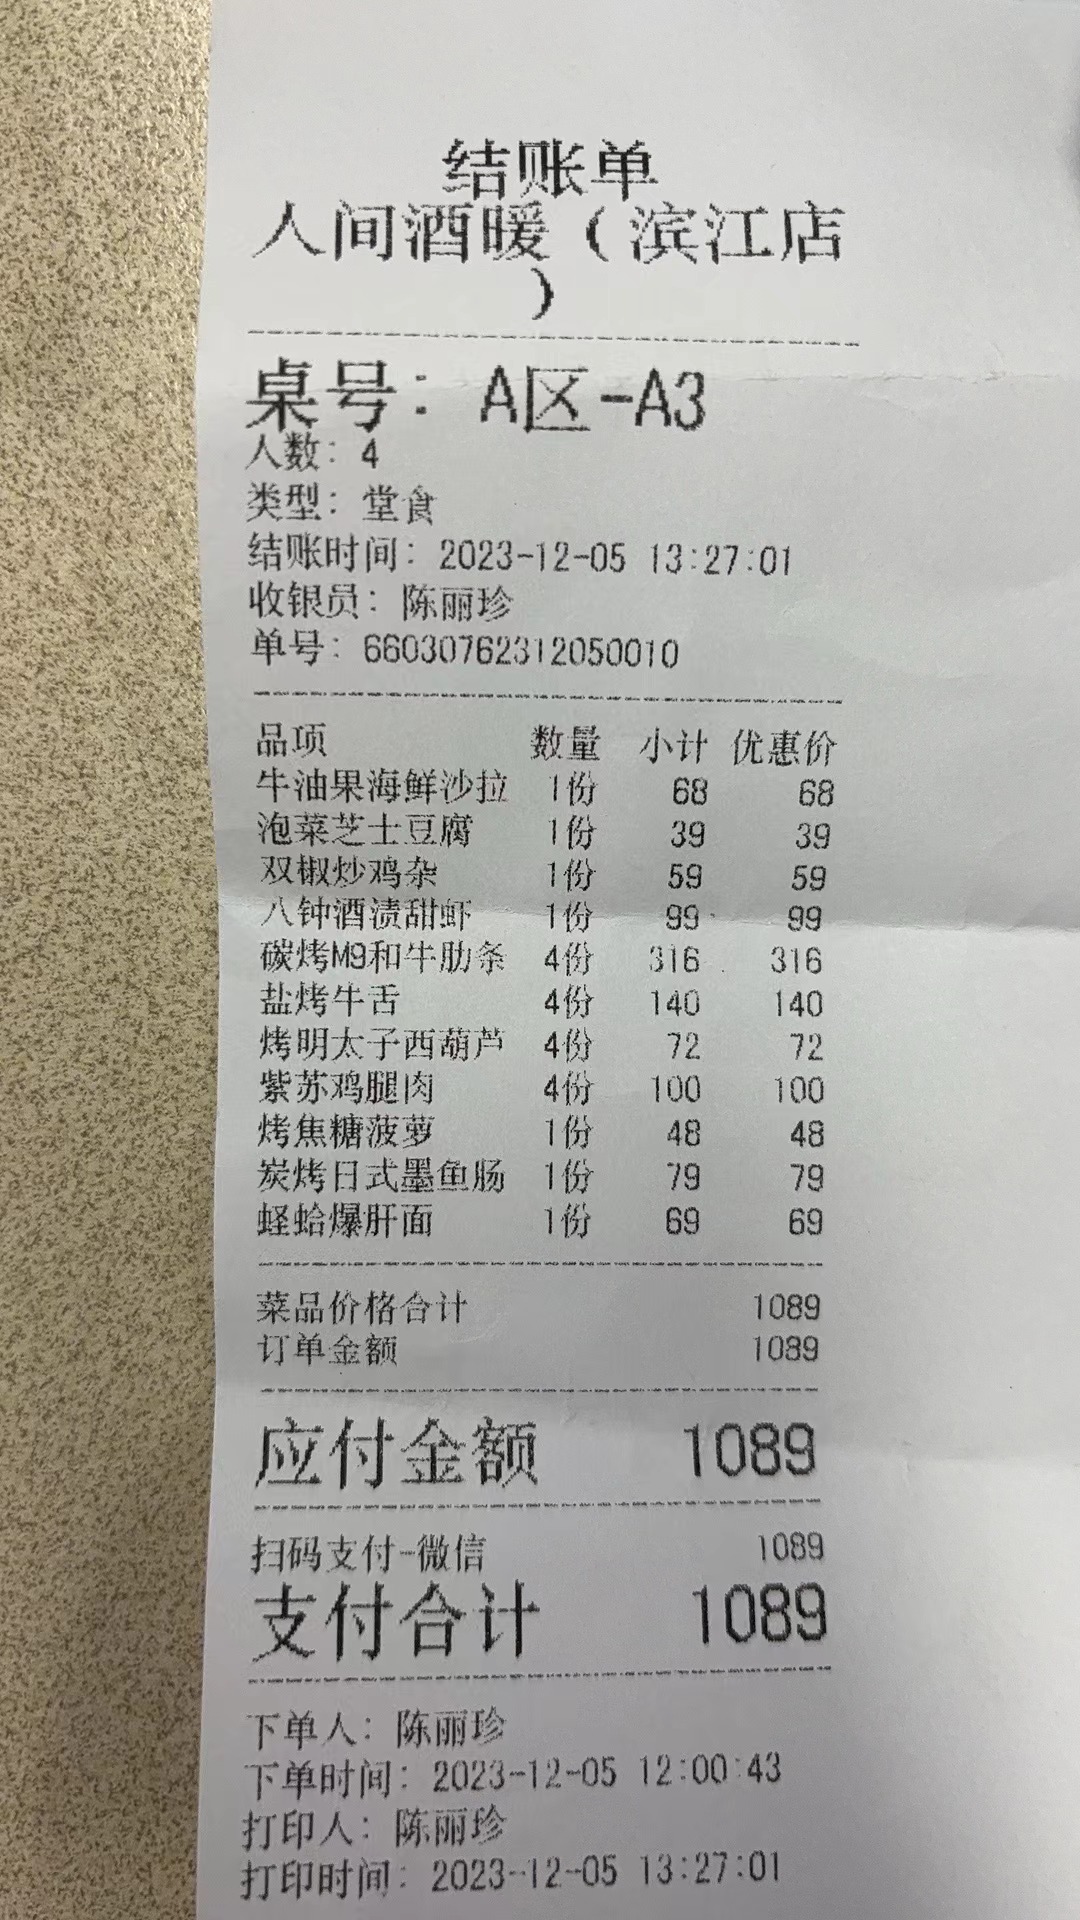 结账单
人间酒暖（滨江店
）
桌号：A区-A3
人数：4
类型：堂食
结账时间：2023-12-05 13:27:01
收银员：陈丽珍
单号：660307623120500​10
品项 数量 小计 优惠价
牛油果海鲜沙拉 1份 68 68
泡菜芝士豆腐 1份 39 39
双椒炒鸡杂 1份 59 59
八钟酒渍甜虾 1份 99 99
碳烤M9和牛肋条 4份 316 316
盐烤牛舌 4份 140 140
烤明太子西葫芦 4份 72 72
紫苏鸡腿肉 4份 100 100
烤焦糖菠萝 1份 48 48
炭烤日式墨鱼肠 1份 79 79
蛏蛤爆肝面 1份 69 69
菜品价格合计 1089
订单金额 1089
应付金额 1089
扫码支付-微信 1089
支付合计 1089
下单人：陈丽珍
下单时间：2023-12-05 12:00:43
打印人：陈丽珍
打印时间：2023-12-05 13:27:01